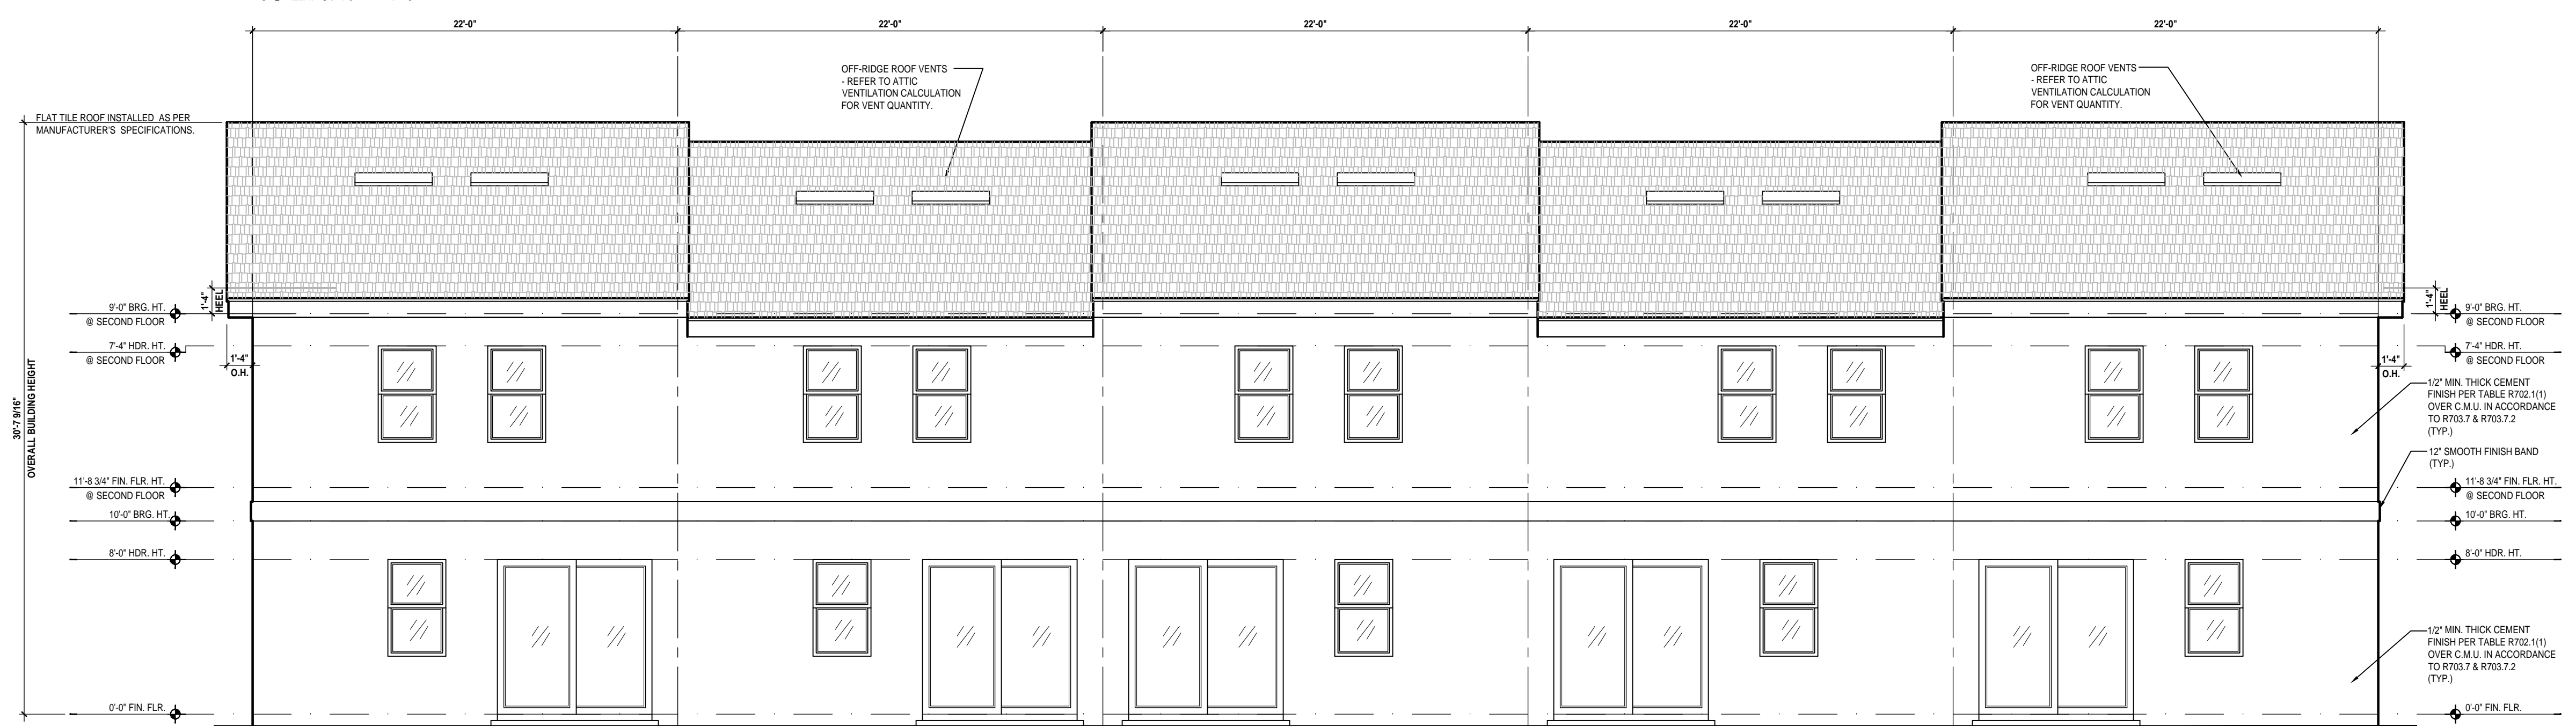 22'-0"
22'-0"
22'-0"
22'-0"
22'-0"
OFF-RIDGE ROOF VENTS
- REFER TO ATTIC
VENTILATION CALCULATION
FOR VENT QUANTITY.
OFF-RIDGE ROOF VENTS
- REFER TO ATTIC
VENTILATION CALCULATION
FOR VENT QUANTITY.
FLAT TILE ROOF INSTALLED AS PER
MANUFACTURER'S SPECIFICATIONS.
30'-7 9/16"
OVERALL BUILDING HEIGHT
1'-4"
HEEL
9'-0" BRG. HT.
@ SECOND FLOOR
7'-4" HDR. HT.
@ SECOND FLOOR
1'-4"
O.H.
11'-8 3/4" FIN. FLR. HT.
@ SECOND FLOOR
10'-0" BRG. HT.
8'-0" HDR. HT.
0'-0" FIN. FLR.
1'-4"
HEEL
9'-0" BRG. HT.
@ SECOND FLOOR
7'-4" HDR. HT.
@ SECOND FLOOR
1'-4"
O.H.
1/2" MIN. THICK CEMENT
FINISH PER TABLE R702.1(1)
OVER C.M.U. IN ACCORDANCE
TO R703.7 & R703.7.2
(TYP.)
12" SMOOTH FINISH BAND
(TYP.)
11'-8 3/4" FIN. FLR. HT.
@ SECOND FLOOR
10'-0" BRG. HT.
8'-0" HDR. HT.
1/2" MIN. THICK CEMENT
FINISH PER TABLE R702.1(1)
OVER C.M.U. IN ACCORDANCE
TO R703.7 & R703.7.2
(TYP.)
0'-0" FIN. FLR.